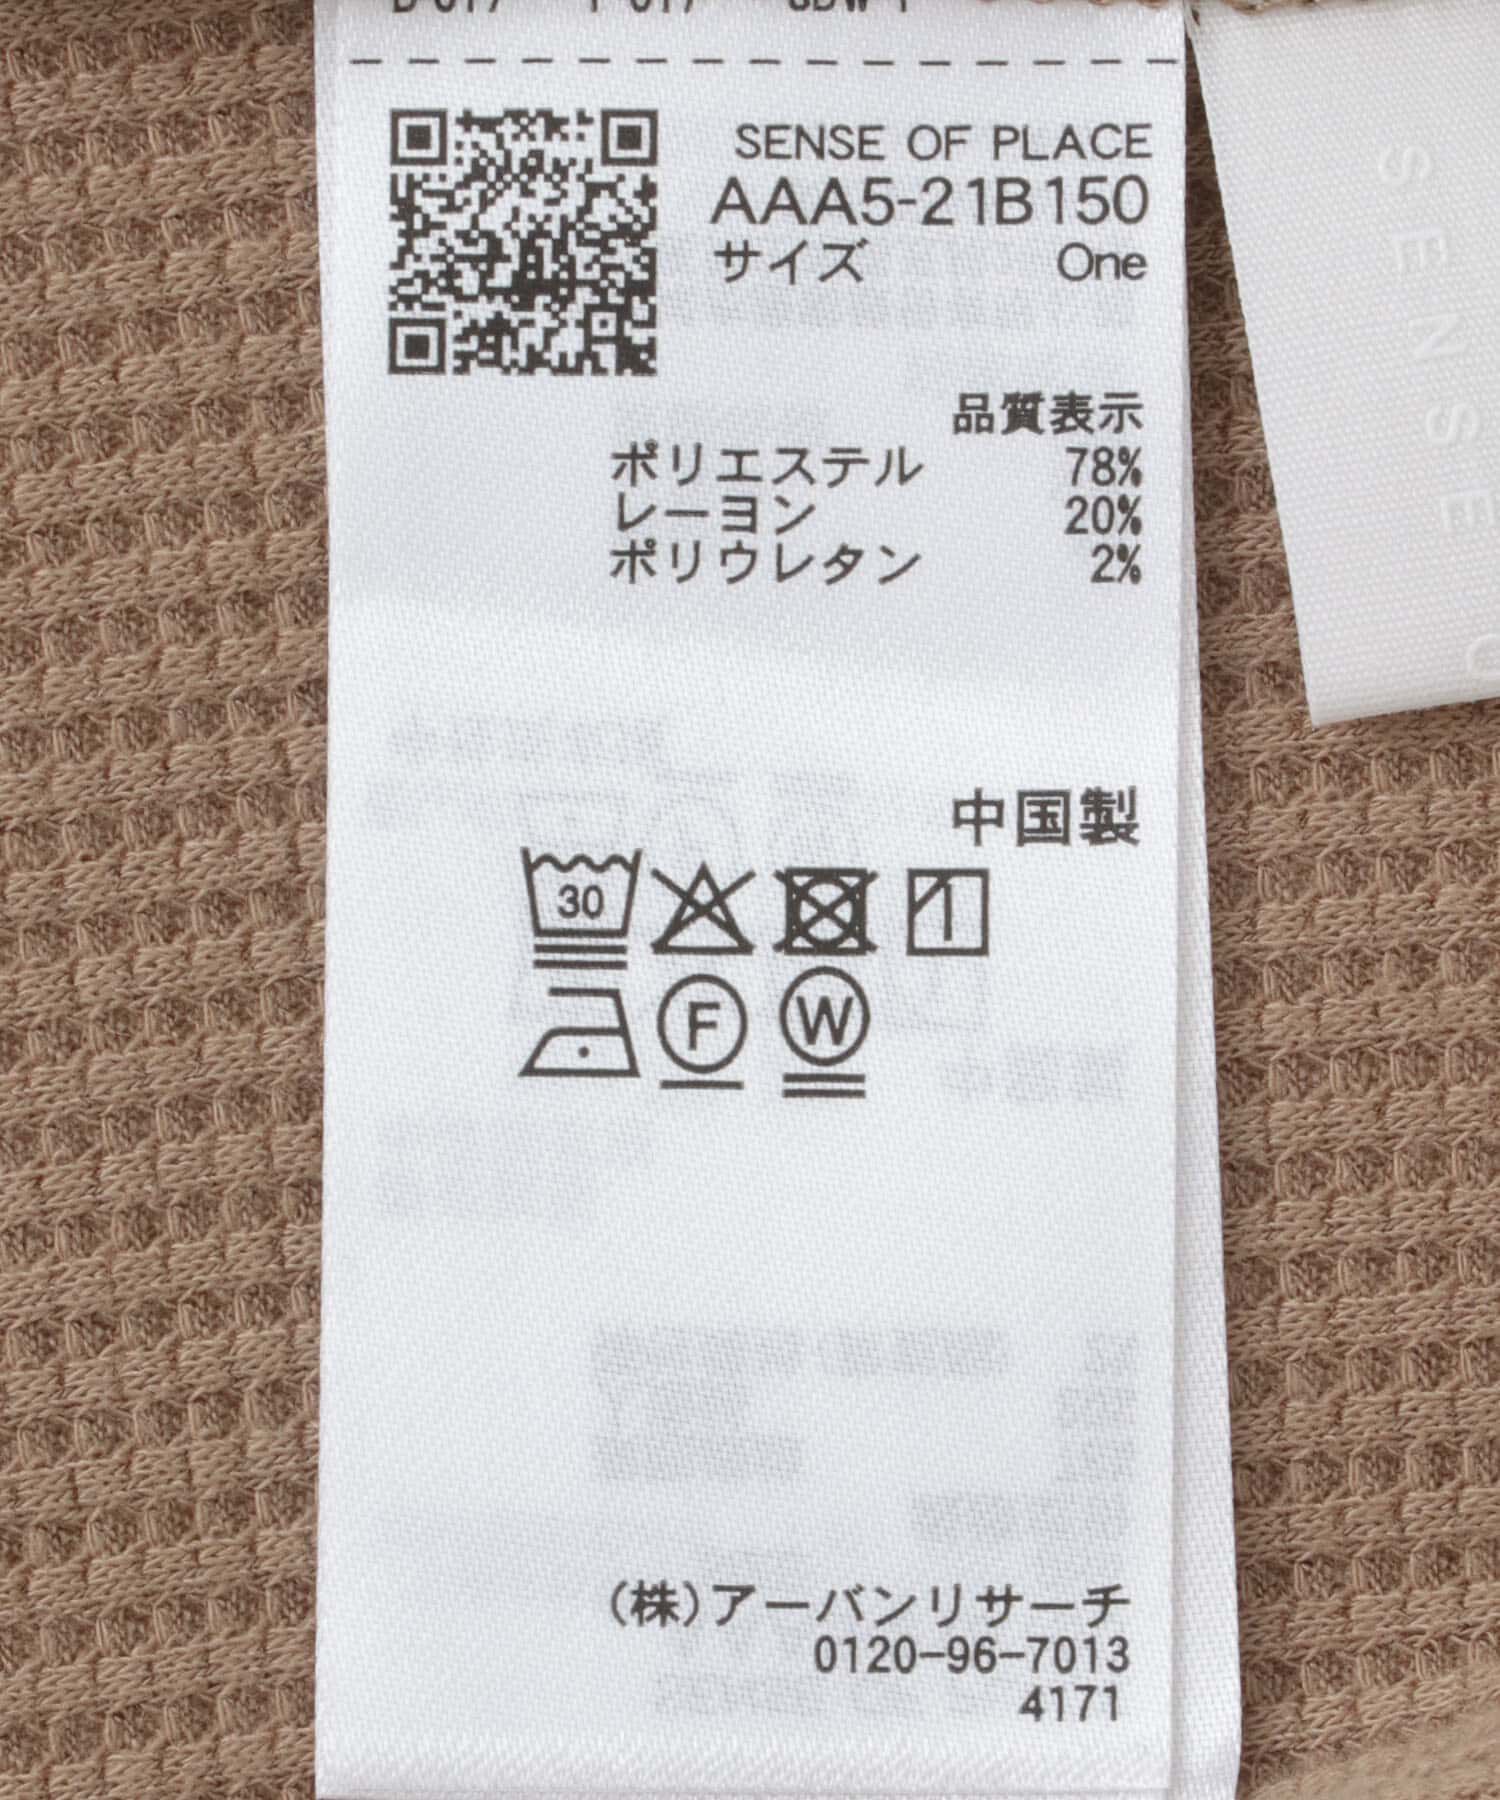 SENSE OF PLACE
AAA5-21B150
サイズ One
品質表示
ポリエステル 78%
レーヨン 20%
ポリウレタン 2%
中国製
30
F
W
(株)アーバンリサーチ
0120-96-7013
4171
SENSE